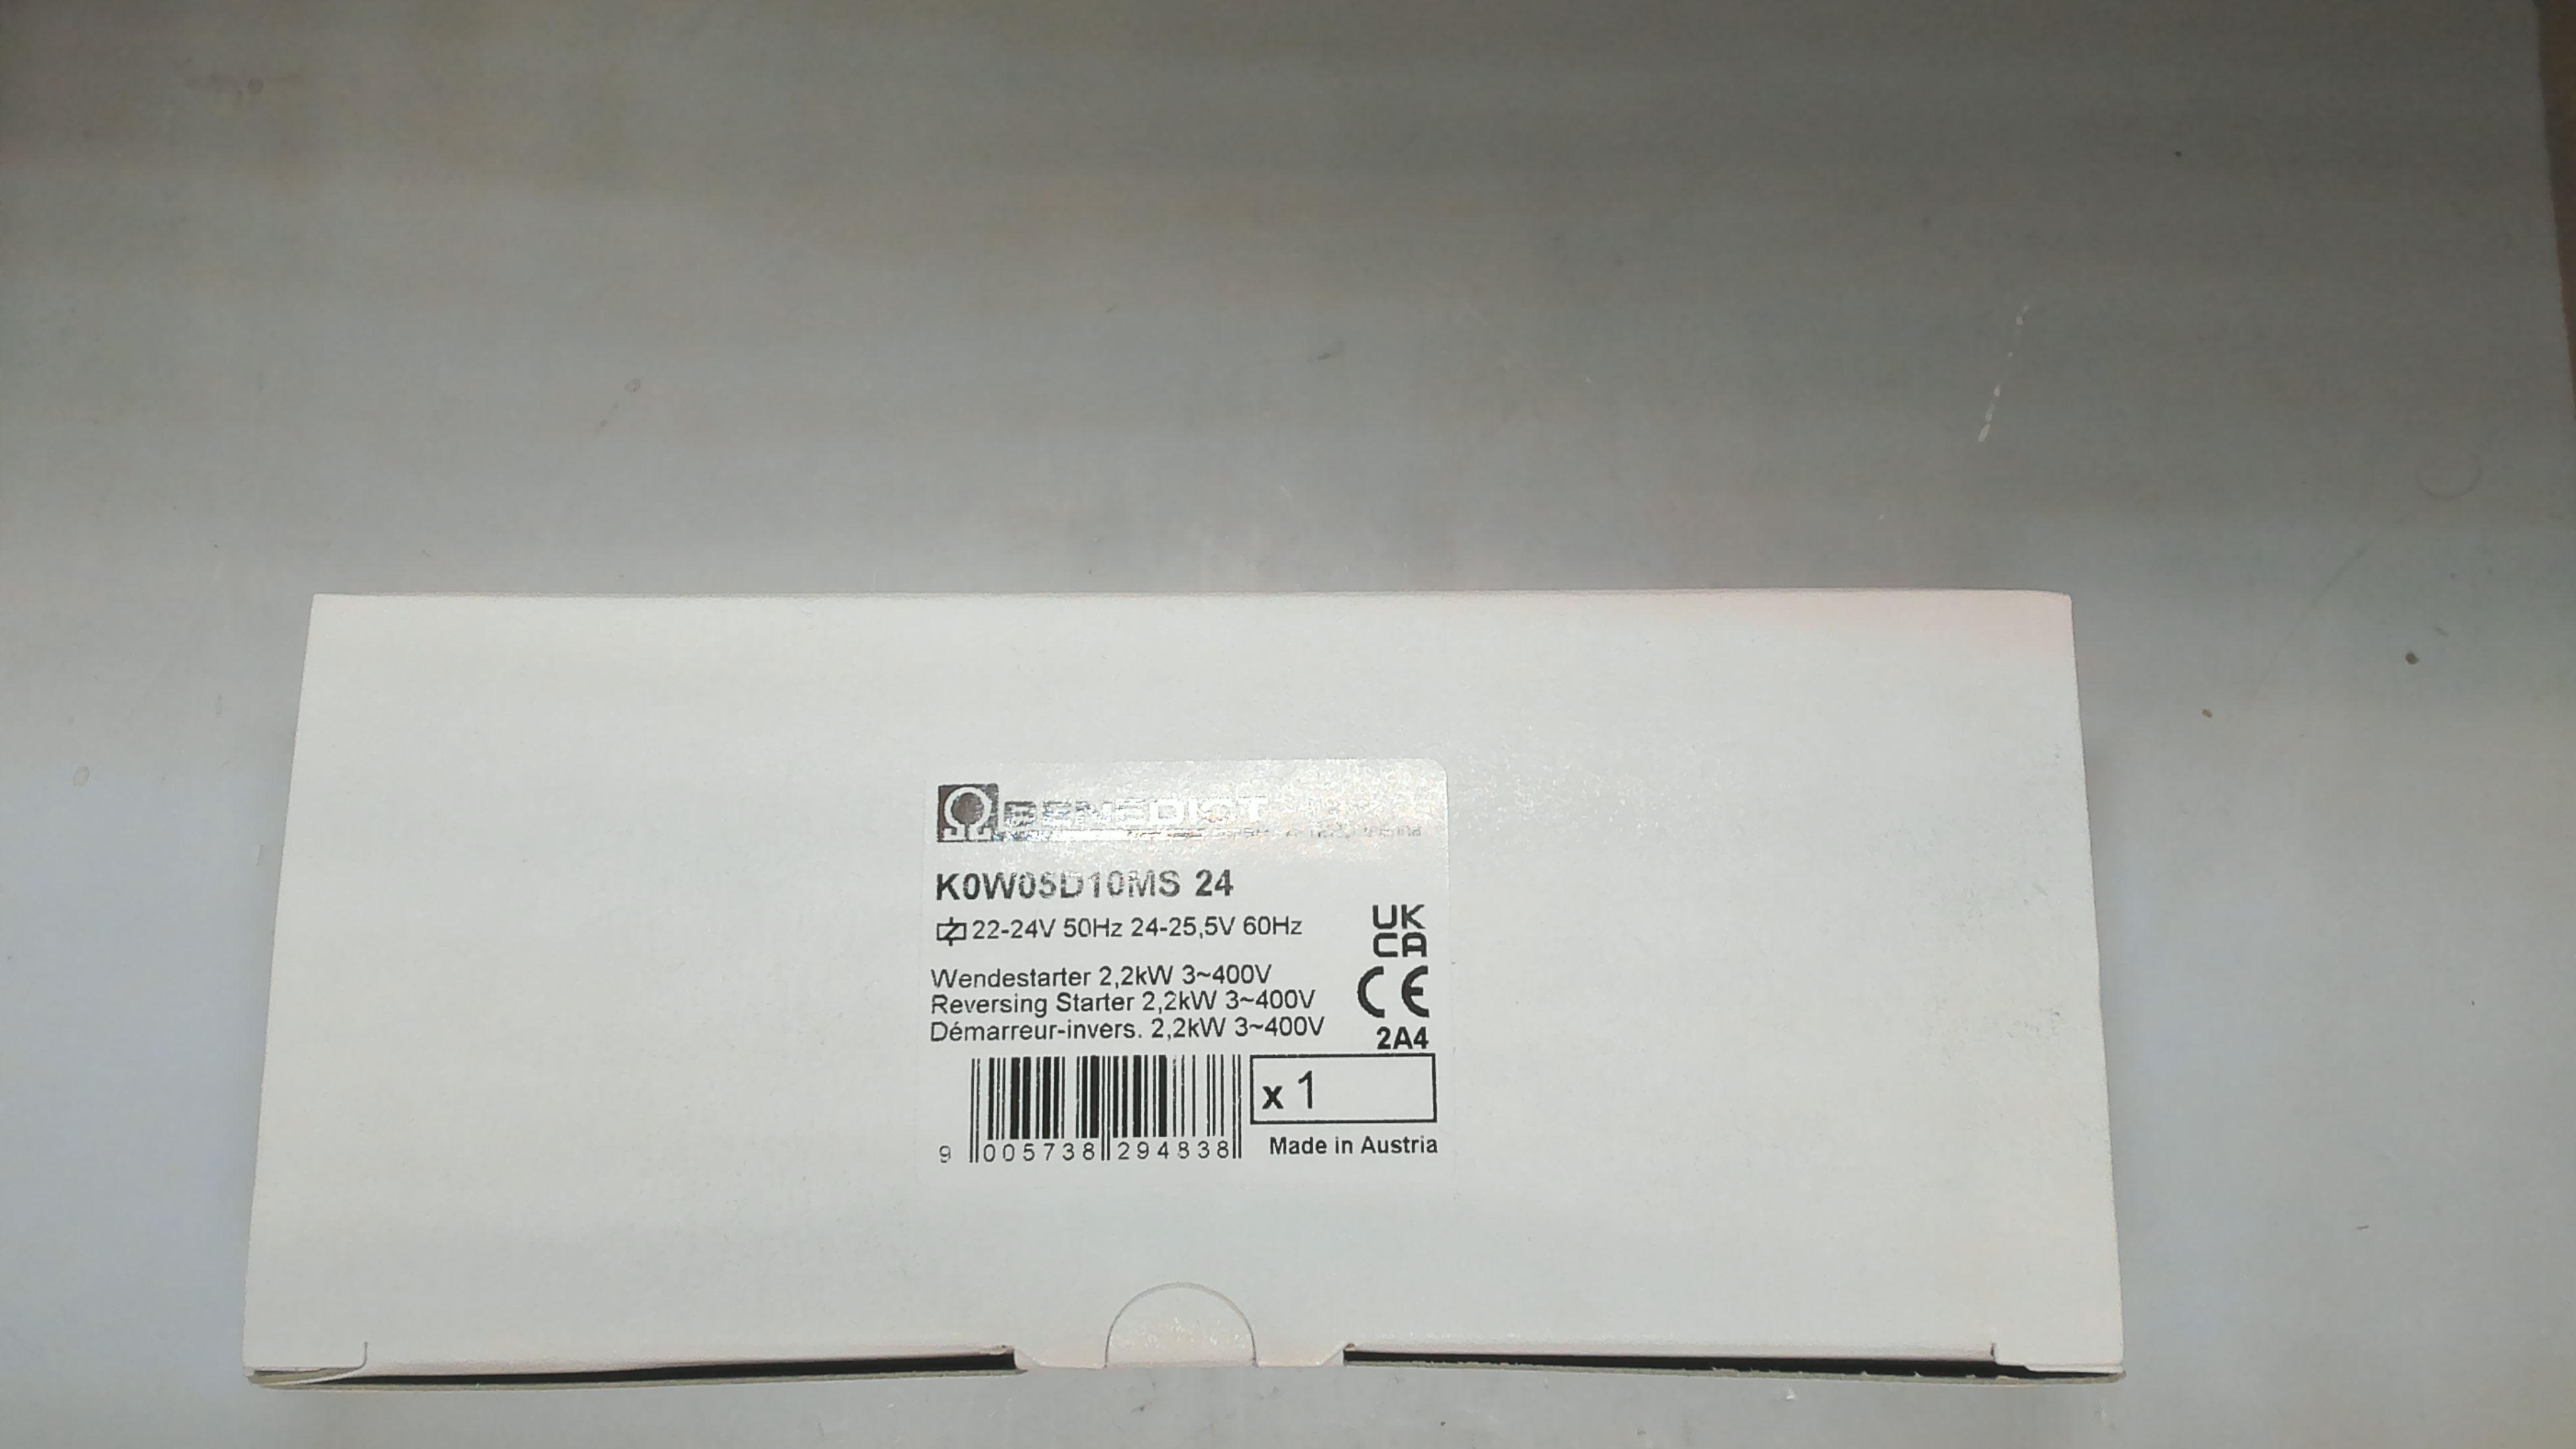 BENEDICT
K0W05D10MS 24
22-24V 50Hz 24-25,5V 60Hz
UK
CA
Wendestarter 2,2kW 3~400V
Reversing Starter 2,2kW 3~400V
Démarreur-invers. 2,2kW 3~400V
CE
2A4
x 1
9 005738 294838
Made in Austria